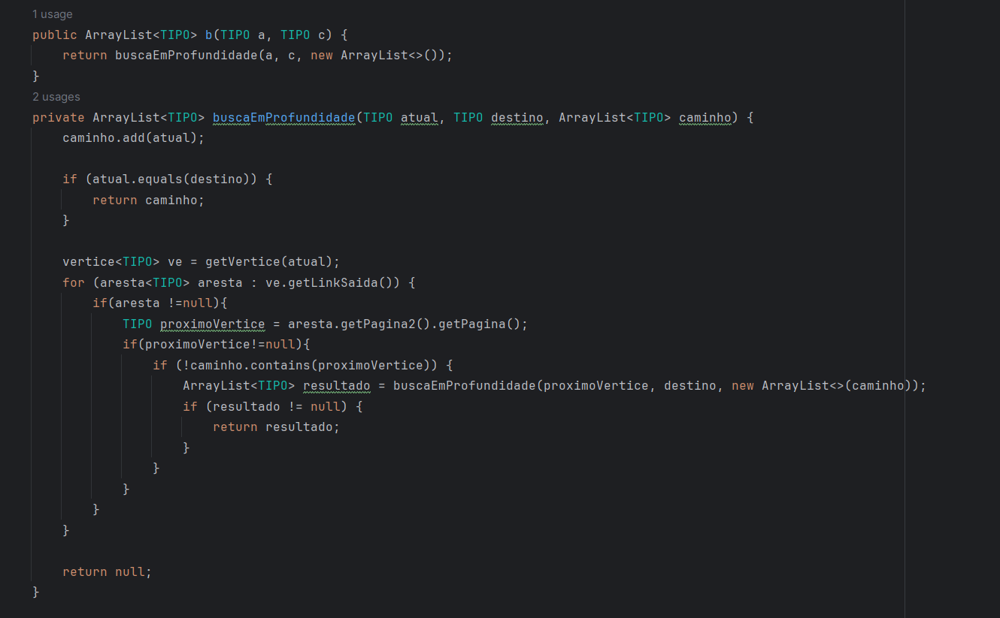 1 usage
public ArrayList<TIPO> b(TIPO a, TIPO c) {
    return buscaEmProfundidade(a, c, new ArrayList<>());
}
2 usages
private ArrayList<TIPO> buscaEmProfundidade(TIPO atual, TIPO destino, ArrayList<TIPO> caminho) {
    caminho.add(atual);

    if (atual.equals(destino)) {
        return caminho;
    }

    vertice<TIPO> ve = getVertice(atual);
    for (aresta<TIPO> aresta : ve.getLinkSaida()) {
        if(aresta !=null){
            TIPO proximoVertice = aresta.getPagina2().getPagina();
            if(proximoVertice!=null){
                if (!caminho.contains(proximoVertice)) {
                    ArrayList<TIPO> resultado = buscaEmProfundidade(proximoVertice, destino, new ArrayList<>(caminho));
                    if (resultado != null) {
                        return resultado;
                    }
                }
            }
        }
    }

    return null;
}